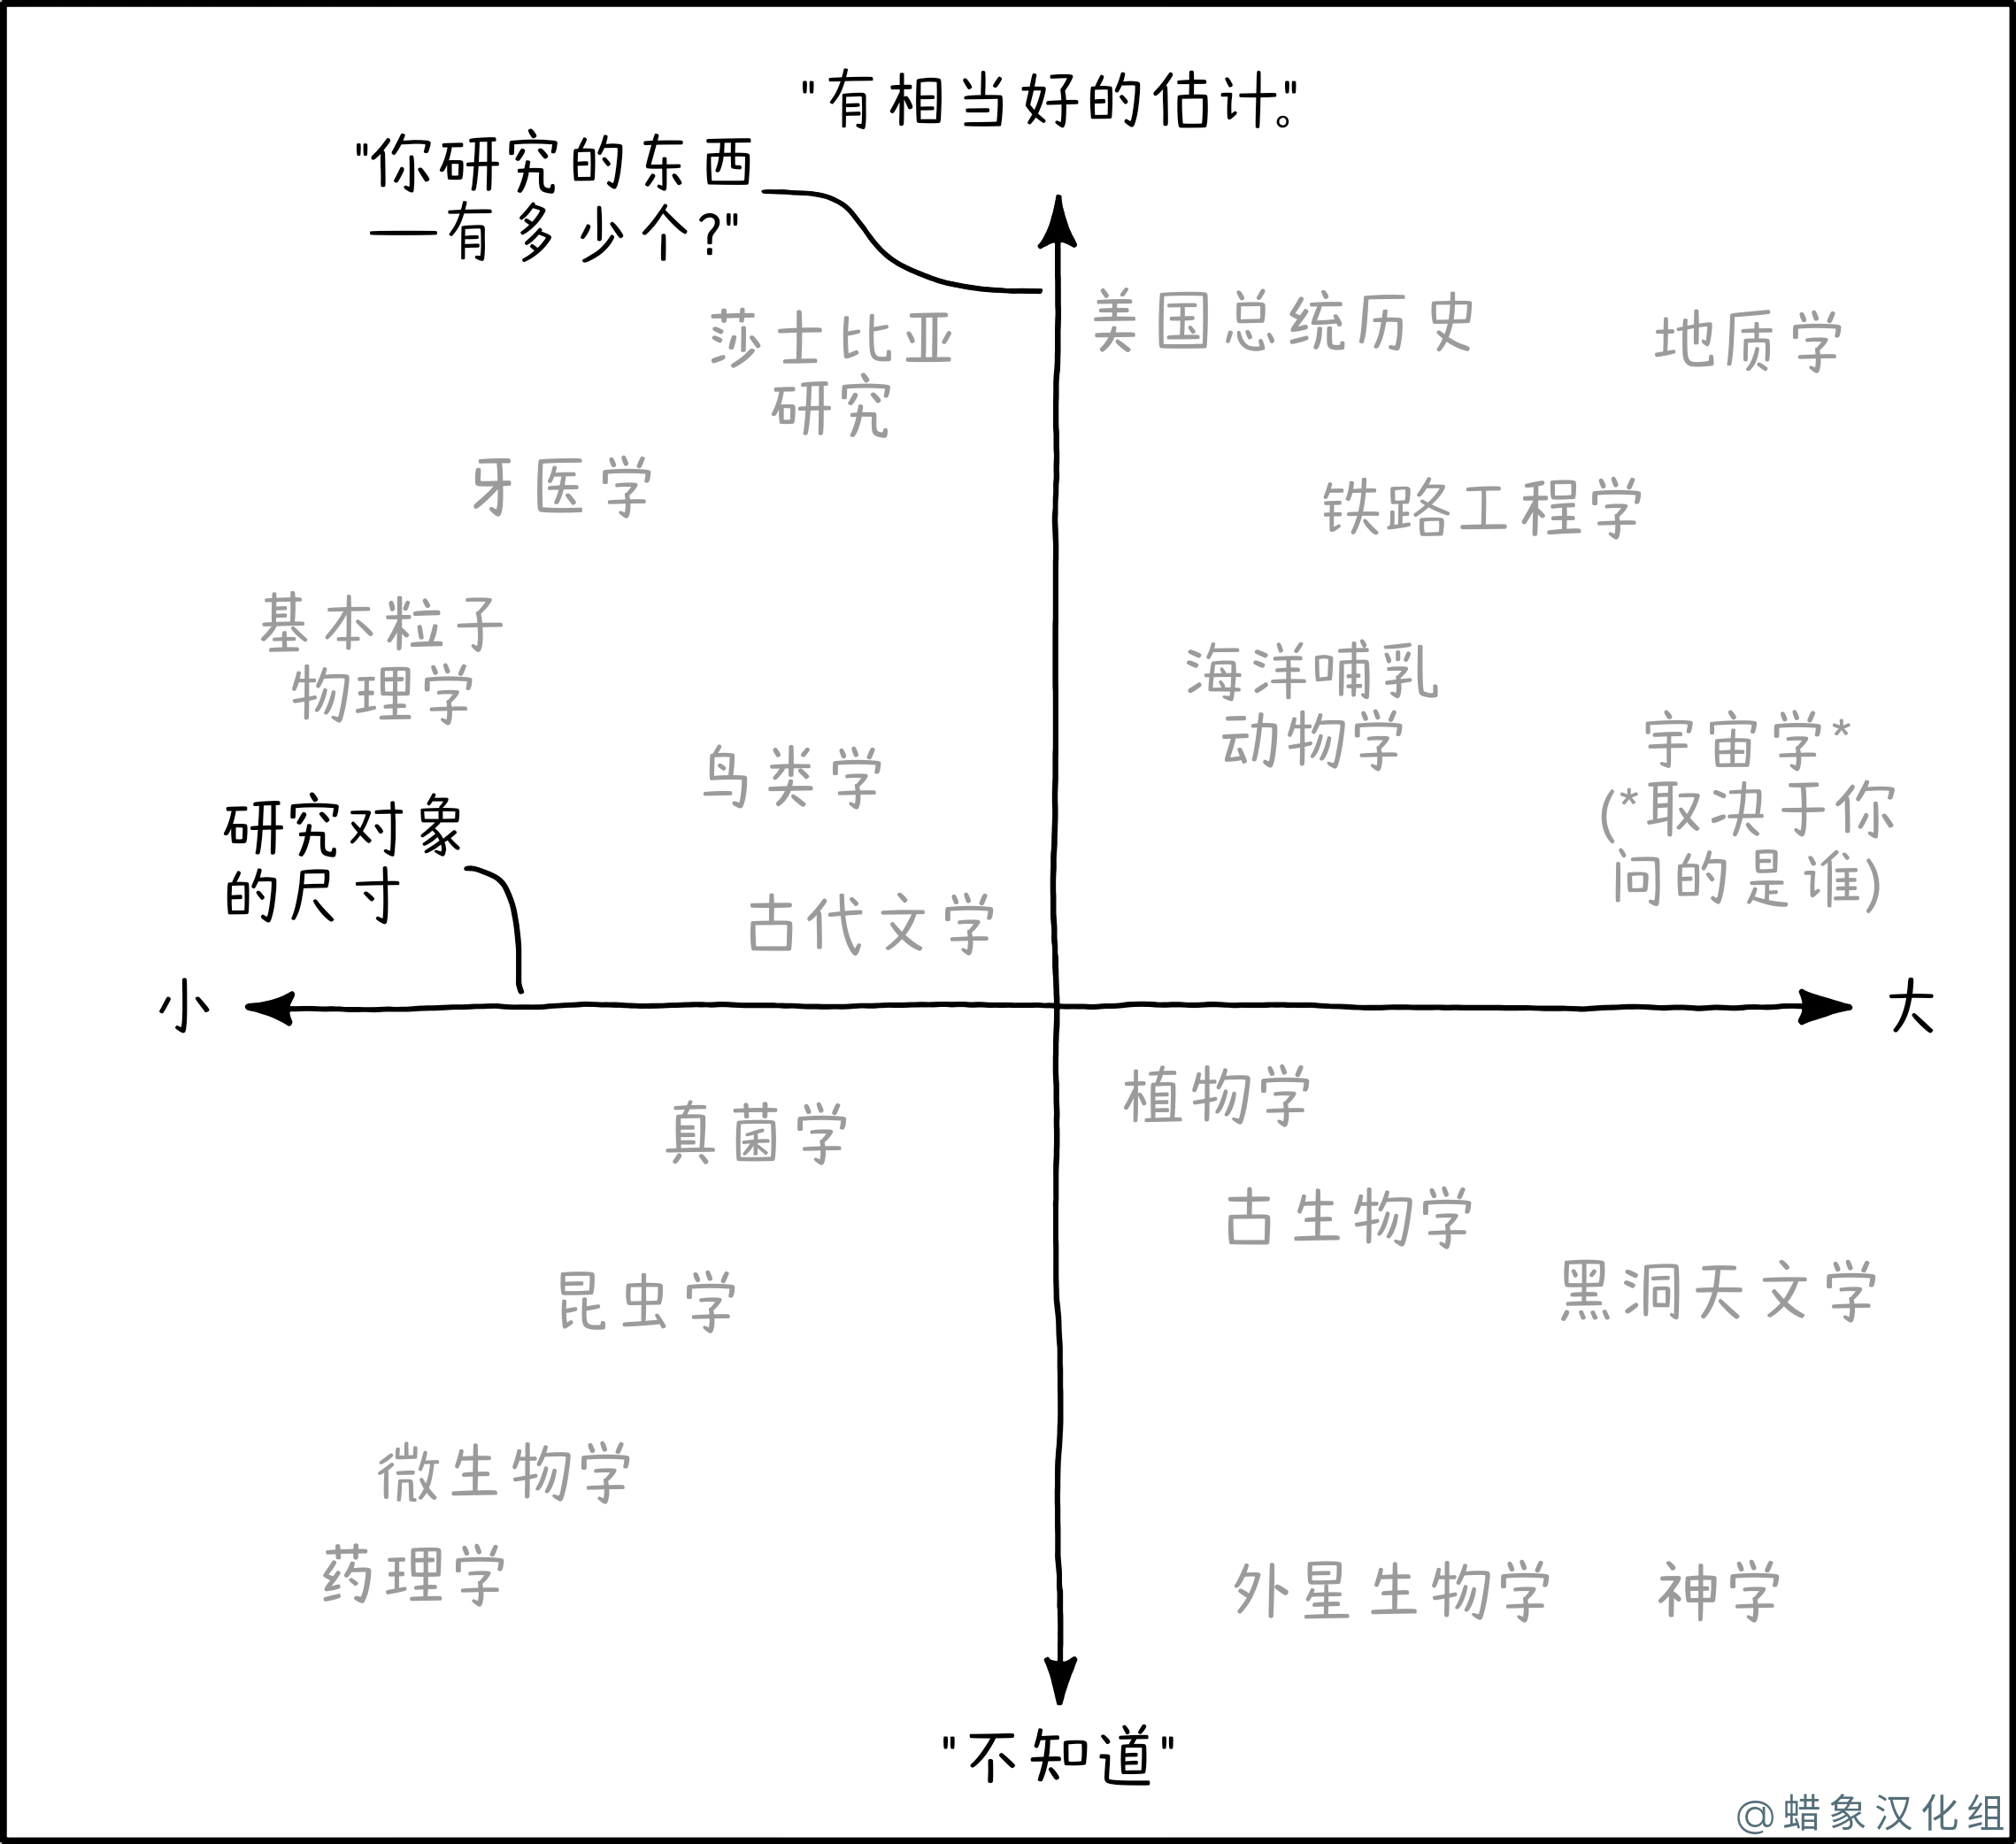 "有相当好的估计。"
"你研究的东西
—有多少个?"
莎士比亚
研究
美国总统历史
地质学
牙医学
铁路工程学
基本粒子
物理学
海洋哺乳
动物学
鸟类学
宇宙学*
(*取决于你
问的是谁)
研究对象
的尺寸
古代文学
小
大
真菌学
植物学
古生物学
昆虫学
黑洞天文学
微生物学
药理学
外星生物学
神学
"不知道"
@蜡象汉化组